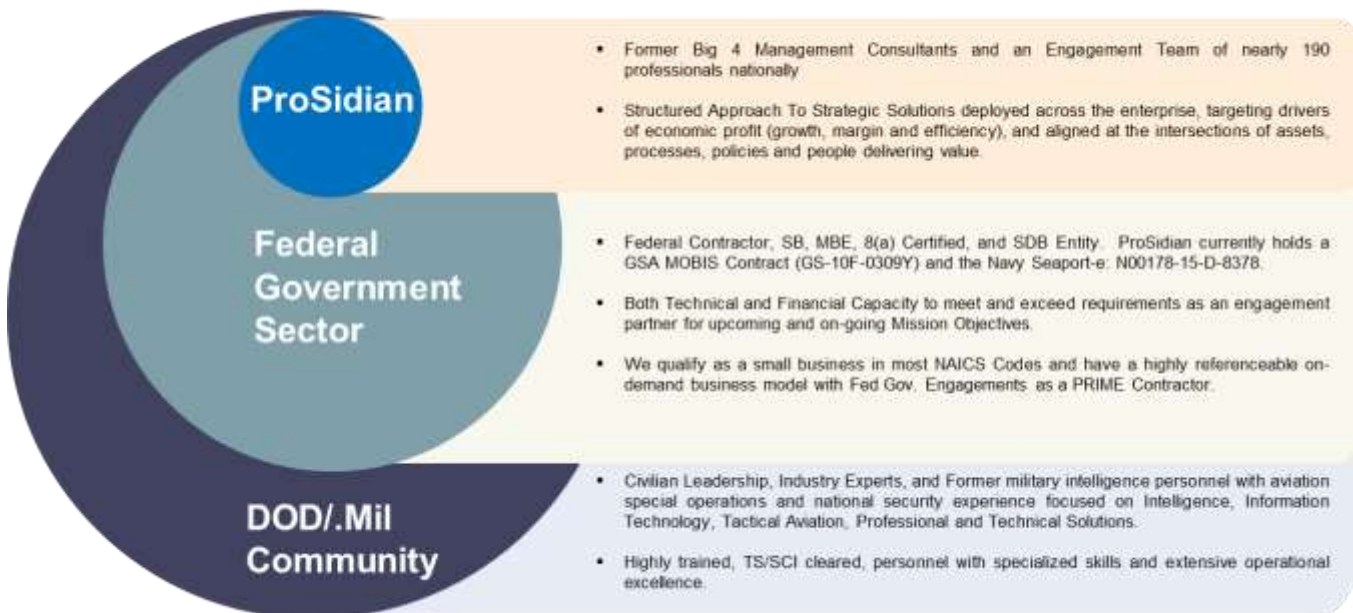 ProSidian
▪ Former Big 4 Management Consultants and an Engagement Team of nearly 190
professionals nationally
▪ Structured Approach To Strategic Solutions deployed across the enterprise, targeting drivers
of economic profit (growth, margin and efficiency), and aligned at the intersections of assets,
processes, policies and people delivering value.
Federal
Government
Sector
▪ Federal Contractor, SB, MBE, 8(a) Certified, and SDB Entity. ProSidian currently holds a
GSA MOBIS Contract (GS-10F-0309Y) and the Navy Seaport-e: N00178-15-D-8378.
▪ Both Technical and Financial Capacity to meet and exceed requirements as an engagement
partner for upcoming and on-going Mission Objectives.
▪ We qualify as a small business in most NAICS Codes and have a highly referenceable on-
demand business model with Fed Gov. Engagements as a PRIME Contractor.
DOD/.Mil
Community
▪ Civilian Leadership, Industry Experts, and Former military intelligence personnel with aviation
special operations and national security experience focused on Intelligence, Information
Technology, Tactical Aviation, Professional and Technical Solutions.
▪ Highly trained, TS/SCI cleared, personnel with specialized skills and extensive operational
excellence.